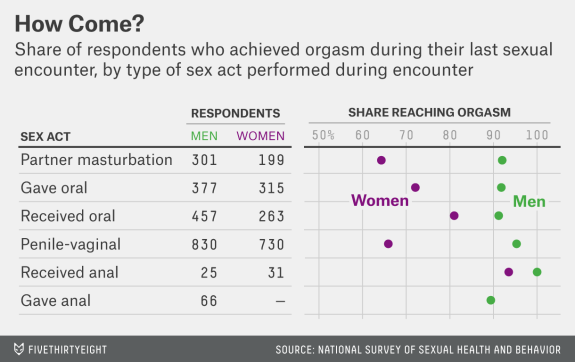 How Come?
Share of respondents who achieved orgasm during their last sexual
encounter, by type of sex act performed during encounter
RESPONDENTS SHARE REACHING ORGASM
SEX ACT MEN WOMEN 50% 60 70 80 90 100
Partner masturbation 301 199
Gave oral 377 315
Women Men
Received oral 457 263
Penile-vaginal 830 730
Received anal 25 31
Gave anal 66 —
FIVETHIRTYEIGHT SOURCE: NATIONAL SURVEY OF SEXUAL HEALTH AND BEHAVIOR